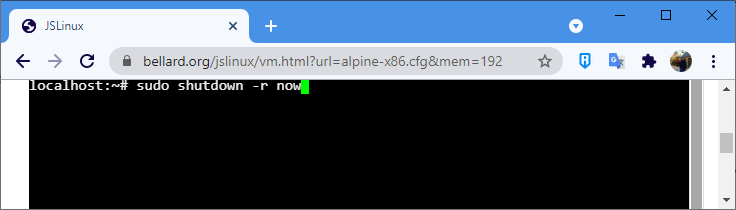 JSLinux
bellard.org/jslinux/vm.html?url=alpine-x86.cfg&mem=192
localhost:~# sudo shutdown -r now